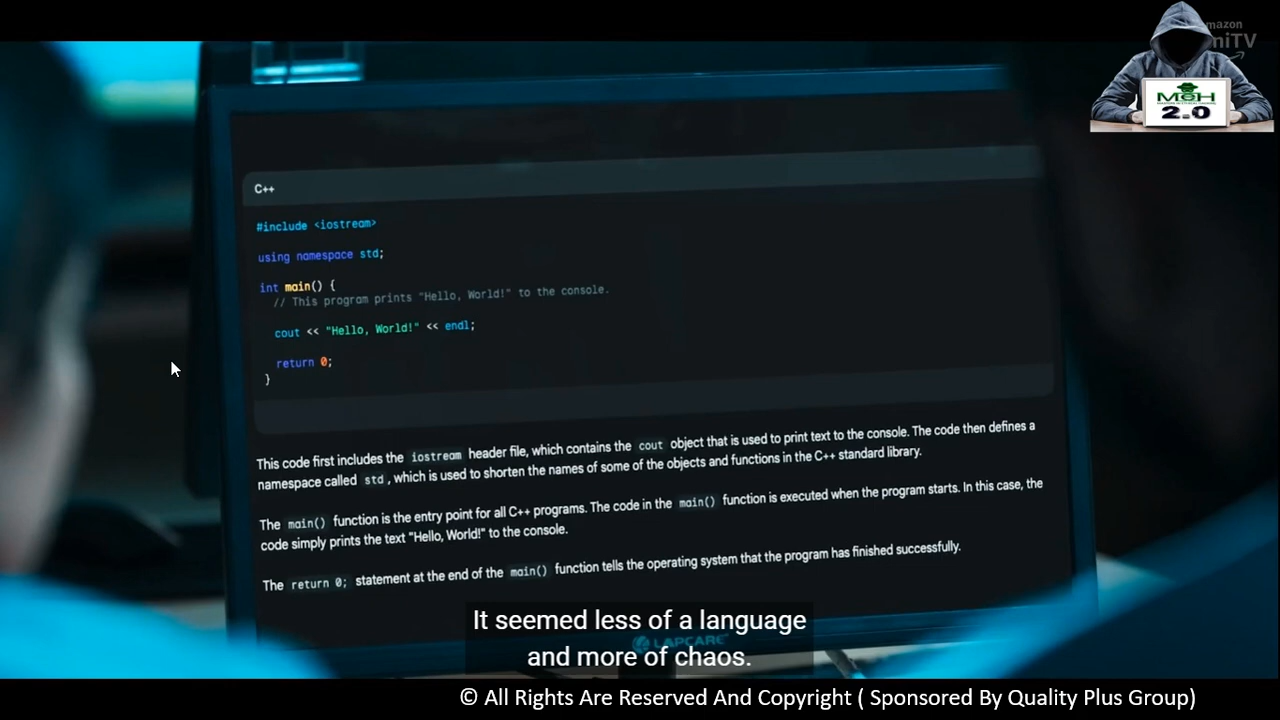 mazon
niTV
MeH
2.0
C++
#include <iostream>
using namespace std;
int main() {
// This program prints "Hello, World!" to the console.
cout << "Hello, World!" << endl;
return 0;
}
This code first includes the iostream header file, which contains the cout object that is used to print text to the console. The code then defines a
namespace called std , which is used to shorten the names of some of the objects and functions in the C++ standard library.
The main() function is the entry point for all C++ programs. The code in the main() function is executed when the program starts. In this case, the
code simply prints the text "Hello, World!" to the console.
The return 0; statement at the end of the main() function tells the operating system that the program has finished successfully.
LAPCARE
It seemed less of a language
and more of chaos.
© All Rights Are Reserved And Copyright ( Sponsored By Quality Plus Group)